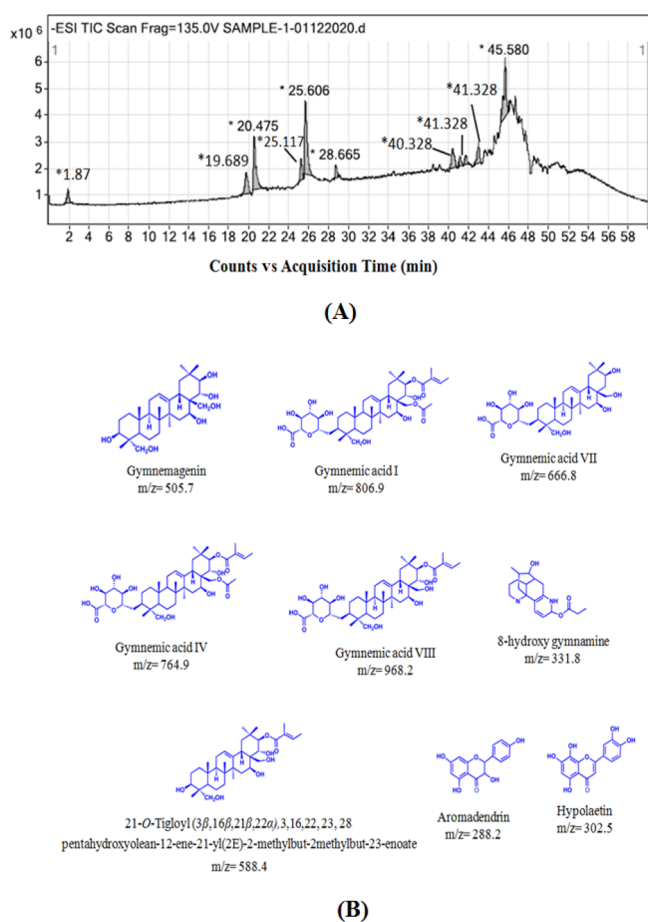 -ESI TIC Scan Frag=135.0V SAMPLE-1-01122020.d
x10 6
1 1
6
5
4
3
2
1
*1.87
*19.689
* 20.475
*25.117
* 25.606
* 28.665
*40.328
*41.328
*41.328
* 45.580
2 4 6 8 10 12 14 16 18 20 22 24 26 28 30 32 34 36 38 40 42 44 46 48 50 52 54 56 58
Counts vs Acquisition Time (min)
(A)
Gymnemagenin
m/z= 505.7
Gymnemic acid I
m/z= 806.9
Gymnemic acid VII
m/z= 666.8
Gymnemic acid IV
m/z= 764.9
Gymnemic acid VIII
m/z= 968.2
8-hydroxy gymnamine
m/z= 331.8
21-O-Tigloyl (3β,16β,21β,22α),3,16,22, 23, 28
pentahydroxyolean-12-ene-21-yl(2E)-2-methylbut-2methylbut-23-enoate
m/z= 588.4
Aromadendrin
m/z= 288.2
Hypolaetin
m/z= 302.5
(B)